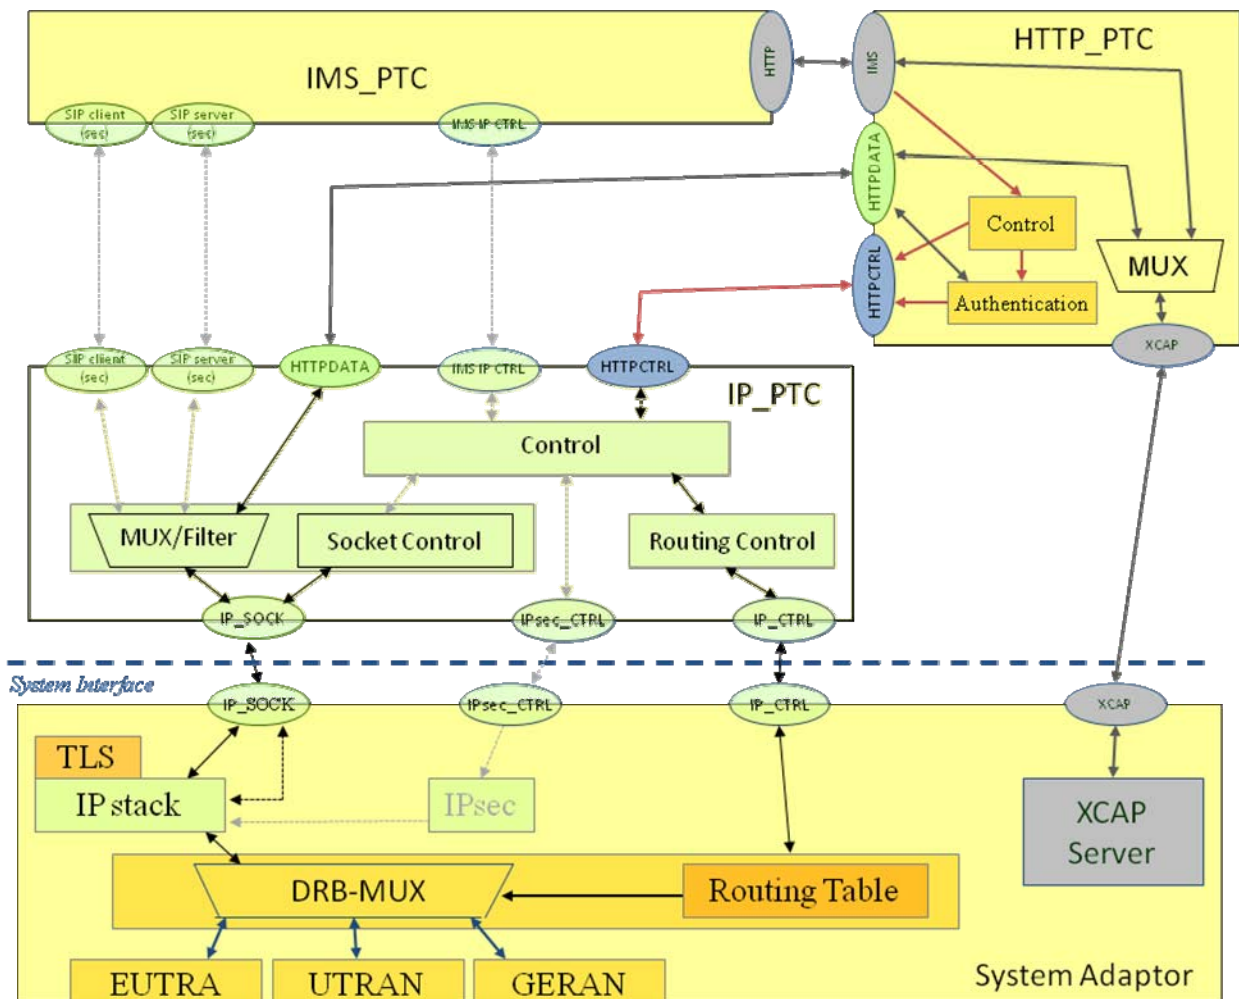 IMS_PTC
HTTP
IMS
HTTP_PTC
SIP client
(sec)
SIP server
(sec)
IMS IP CTRL
HTTPDATA
Control
HTTPCTRL
Authentication
MUX
XCAP
SIP client
(sec)
SIP server
(sec)
HTTPDATA
IMS IP CTRL
HTTPCTRL
IP_PTC
Control
MUX/Filter
Socket Control
Routing Control
IP_SOCK
IPsec_CTRL
IP_CTRL
System Interface
IP_SOCK
IPsec_CTRL
IP_CTRL
XCAP
TLS
IP stack
IPsec
XCAP
Server
DRB-MUX
Routing Table
EUTRA
UTRAN
GERAN
System Adaptor